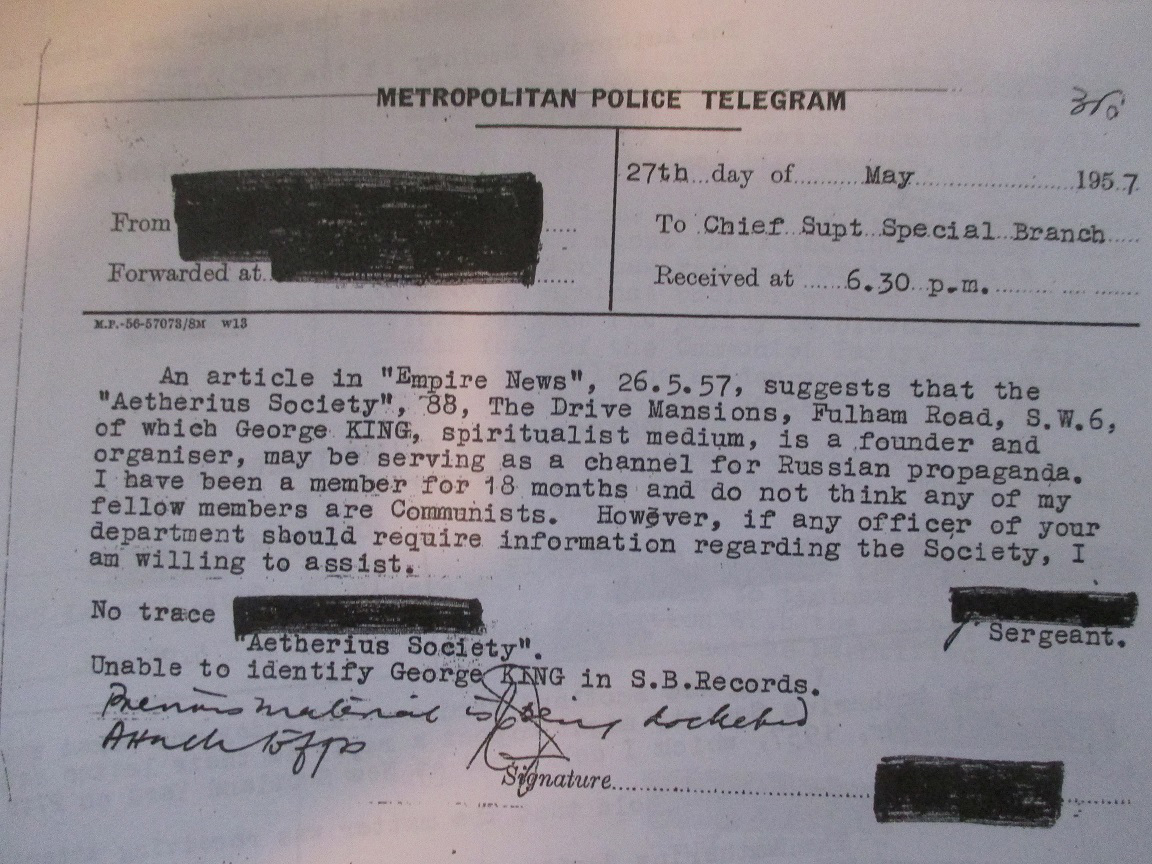 METROPOLITAN POLICE TELEGRAM
27th day of May 1957
From
To Chief Supt Special Branch
Forwarded at
Received at 6.30 p.m.
M.P.-56-57073/8M W13
An article in "Empire News", 26.5.57, suggests that the
"Aetherius Society", 88, The Drive Mansions, Fulham Road, S.W.6,
of which George KING, spiritualist medium, is a founder and
organiser, may be serving as a channel for Russian propaganda.
I have been a member for 18 months and do not think any of my
fellow members are Communists. However, if any officer of your
department should require information regarding the Society, I
am willing to assist.
No trace
Sergeant.
"Aetherius Society".
Unable to identify George KING in S.B.Records.
Previous material is being docketed
Signature